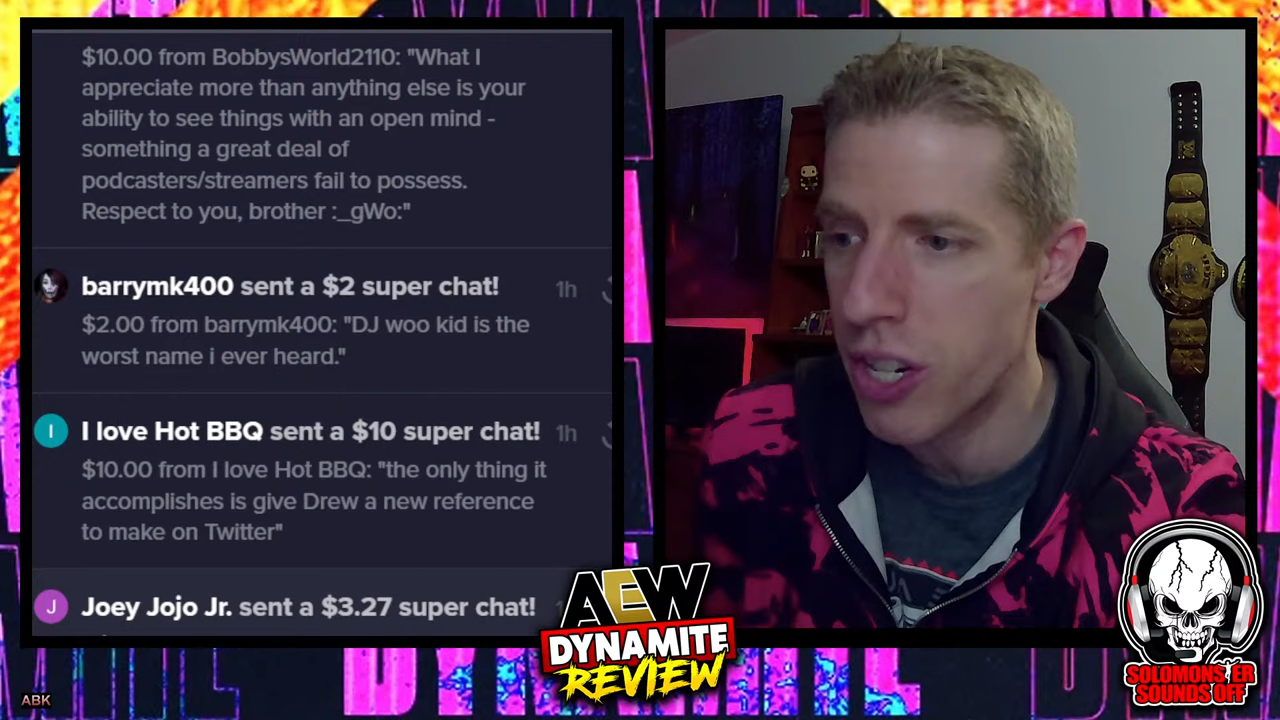 $10.00 from BobbysWorld2110: "What I
appreciate more than anything else is your
ability to see things with an open mind -
something a great deal of
podcasters/streamers fail to possess.
Respect to you, brother :_gWo:"
barrymk400 sent a $2 super chat!
1h
$2.00 from barrymk400: "DJ woo kid is the
worst name i ever heard."
I
I love Hot BBQ sent a $10 super chat!
1h
$10.00 from I love Hot BBQ: "the only thing it
accomplishes is give Drew a new reference
to make on Twitter"
J
Joey Jojo Jr. sent a $3.27 super chat!
AEW
DYNAMITE
REVIEW
SOLOMONS ER
SOUNDS OFF
ABK